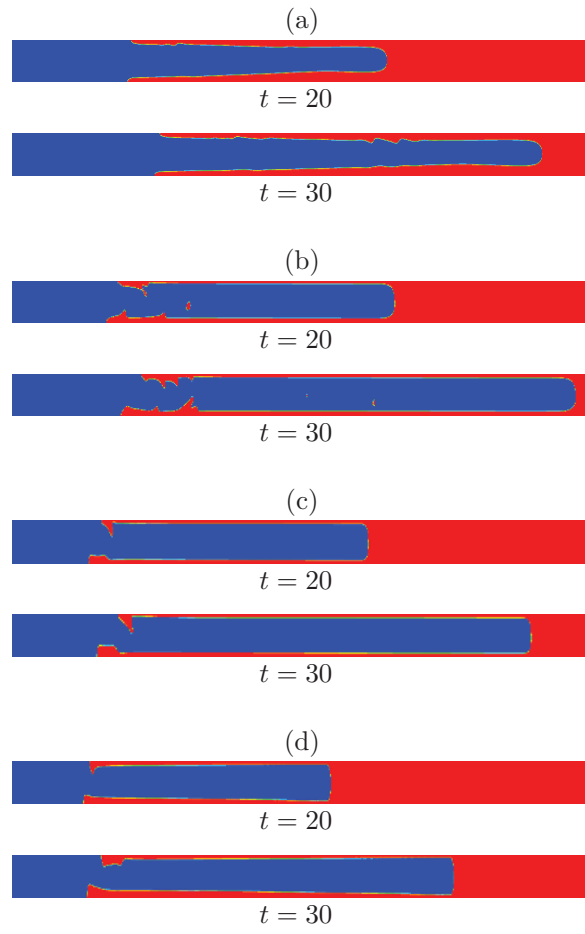 (a)
t = 20
t = 30
(b)
t = 20
t = 30
(c)
t = 20
t = 30
(d)
t = 20
t = 30